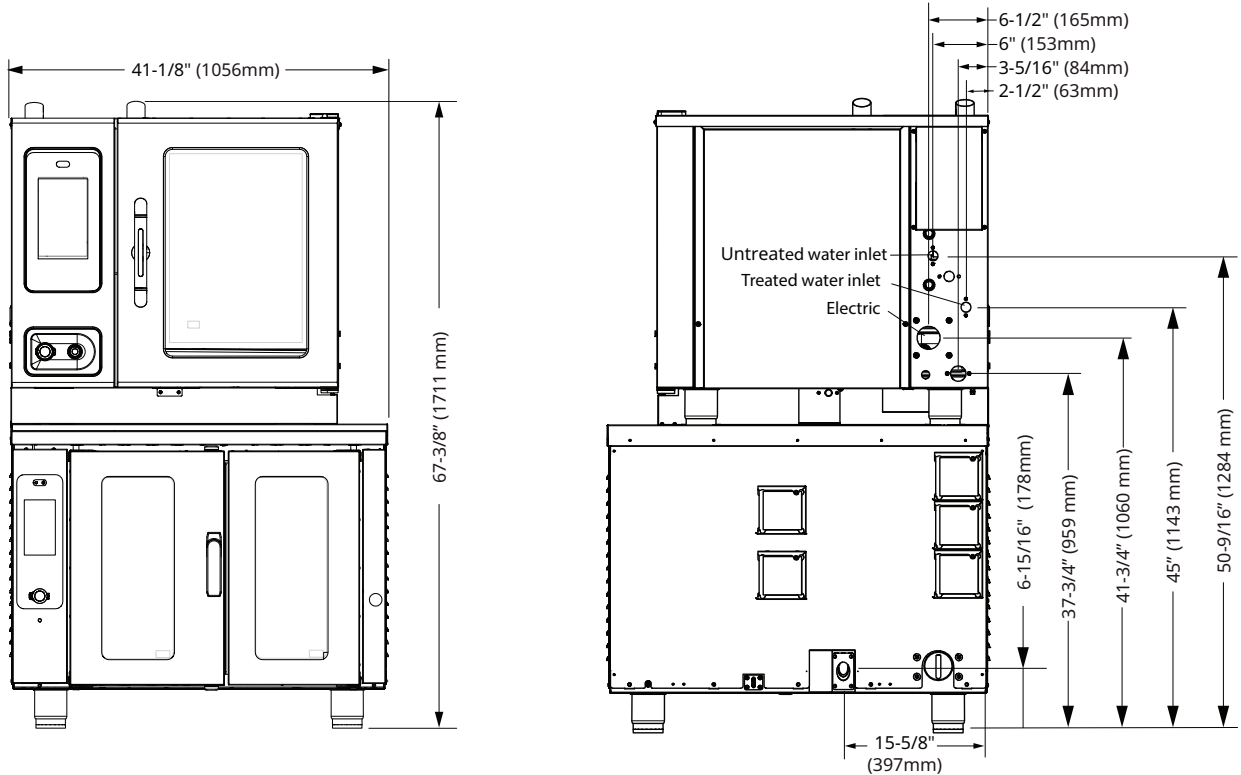 41-1/8" (1056mm)
67-3/8" (1711 mm)
6-1/2" (165mm)
6" (153mm)
3-5/16" (84mm)
2-1/2" (63mm)
Untreated water inlet
Treated water inlet
Electric
6-15/16" (178mm)
37-3/4" (959 mm)
41-3/4" (1060 mm)
45" (1143 mm)
50-9/16" (1284 mm)
15-5/8"
(397mm)